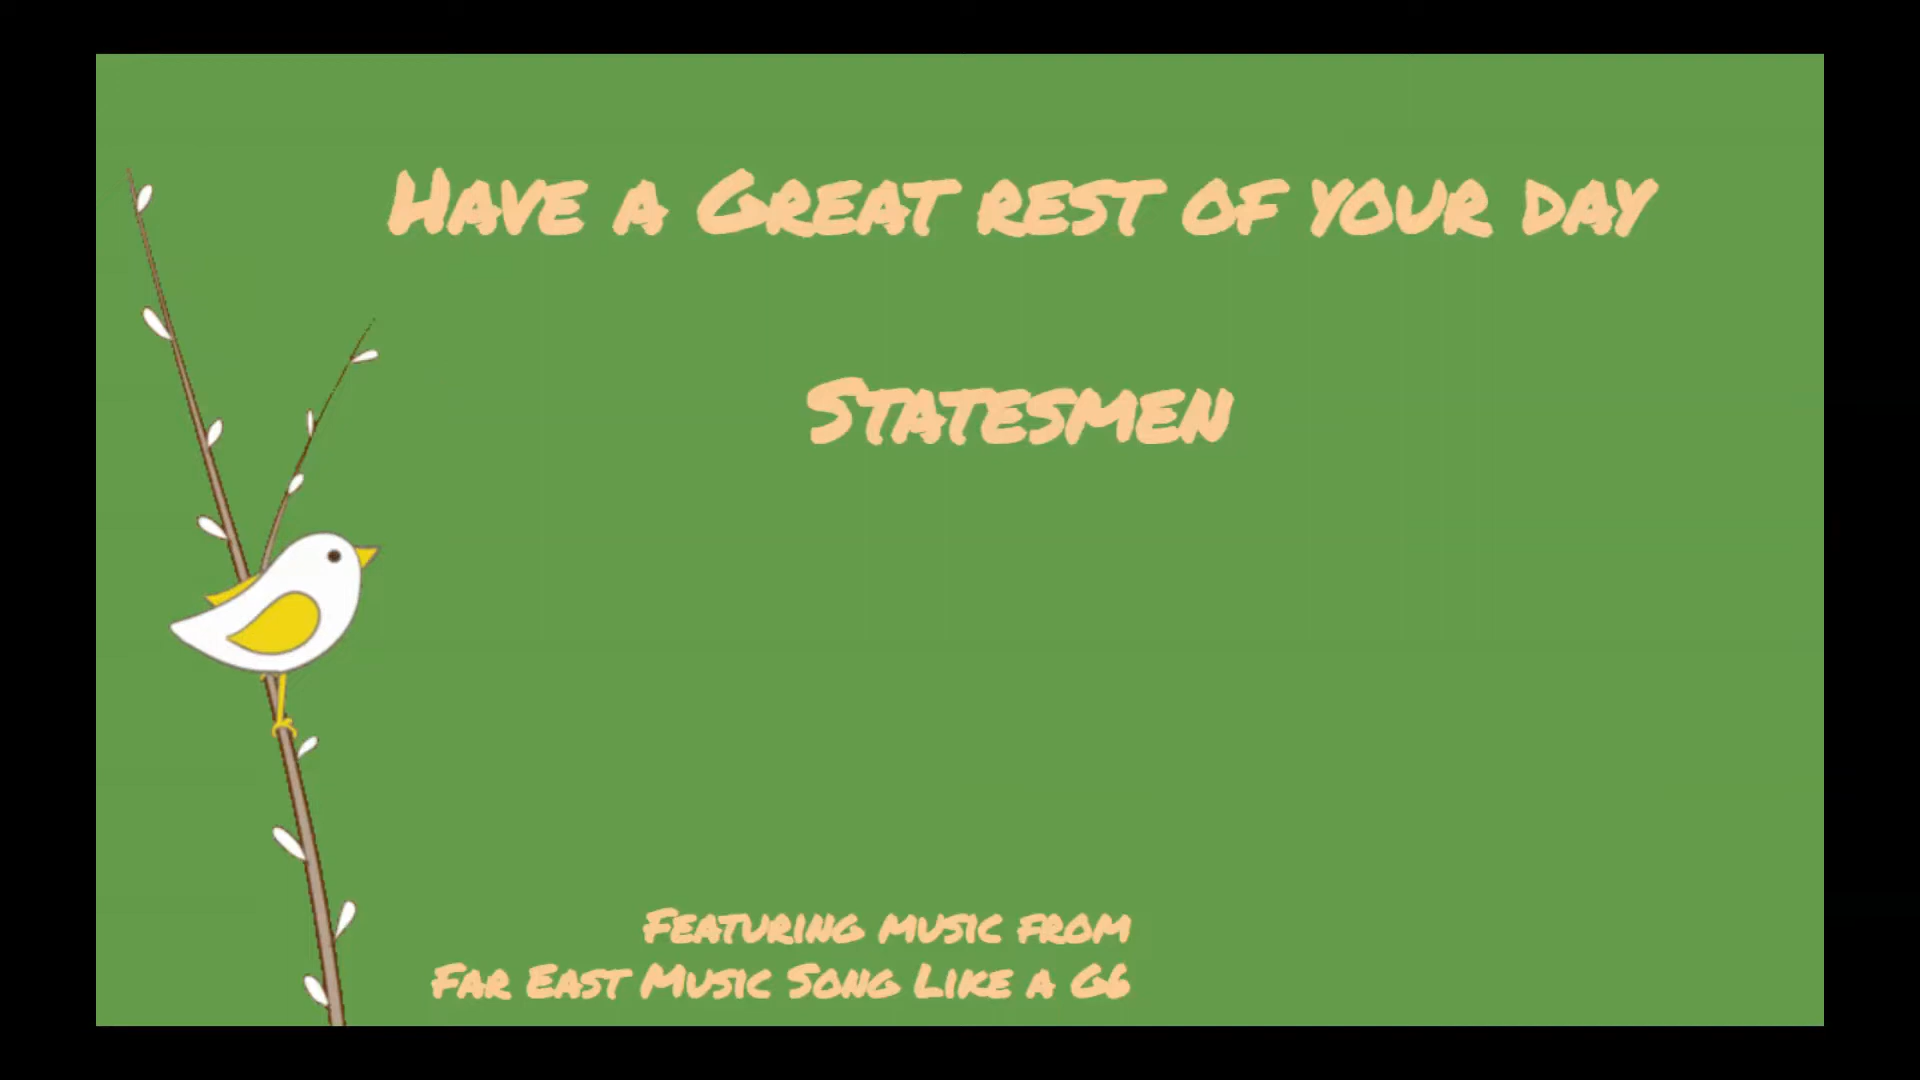 Have a Great rest of your day
Statesmen
Featuring music from
Far East Music Song Like a G6